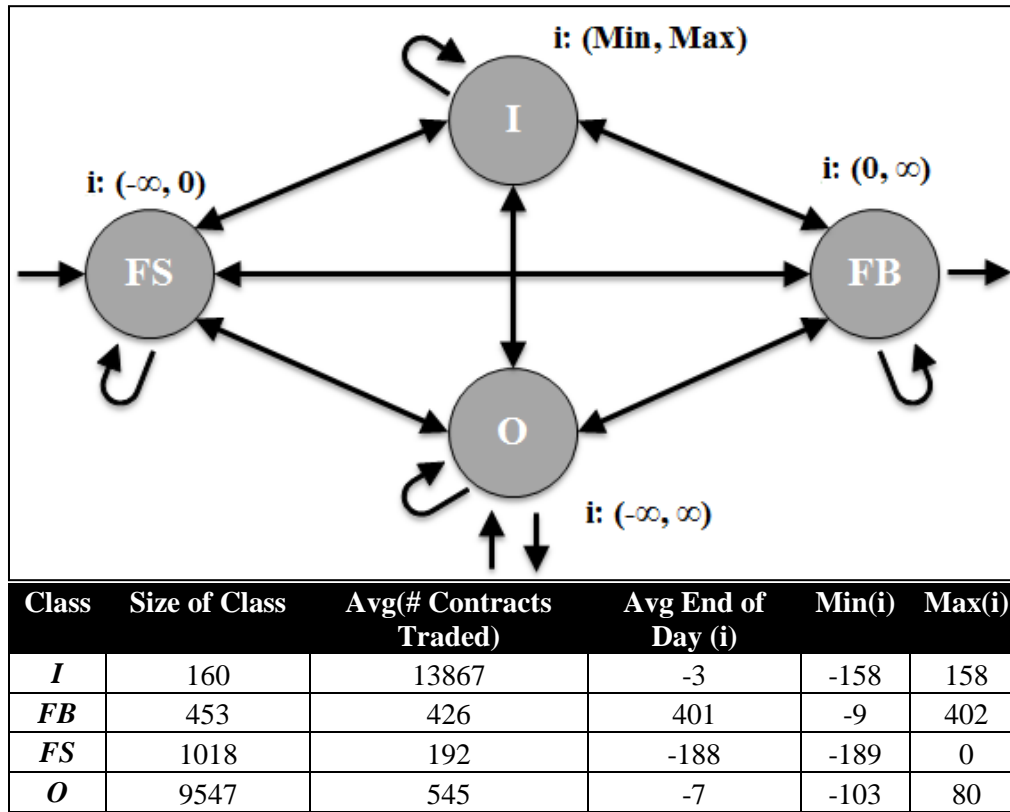 i: (Min, Max)
I
i: (-∞, 0)
i: (0, ∞)
FS
FB
O
i: (-∞, ∞)
Class Size of Class Avg(# Contracts Traded) Avg End of Day (i) Min(i) Max(i)
I 160 13867 -3 -158 158
FB 453 426 401 -9 402
FS 1018 192 -188 -189 0
O 9547 545 -7 -103 80